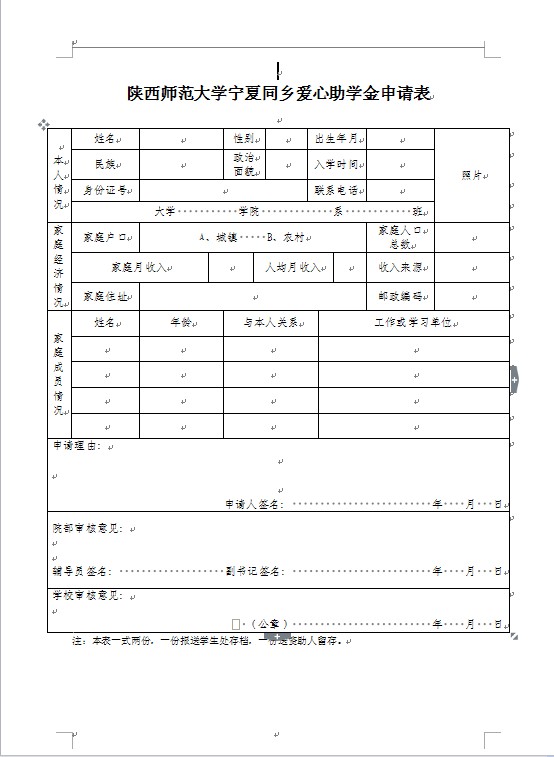 陕西师范大学宁夏同乡爱心助学金申请表
本人情况
姓名 性别 出生年月 照片
民族 政治面貌 入学时间
身份证号 联系电话
大学 学院 系 班
家庭经济情况
家庭户口 A、城镇 B、农村 家庭人口总数
家庭月收入 人均月收入 收入来源
家庭住址 邮政编码
家庭成员情况
姓名 年龄 与本人关系 工作或学习单位
申请理由：
申请人签名： 年 月 日
院部审核意见：
辅导员签名： 副书记签名： 年 月 日
学校审核意见：
（公章） 年 月 日
注：本表一式两份，一份报送学生处存档，一份送资助人留存。